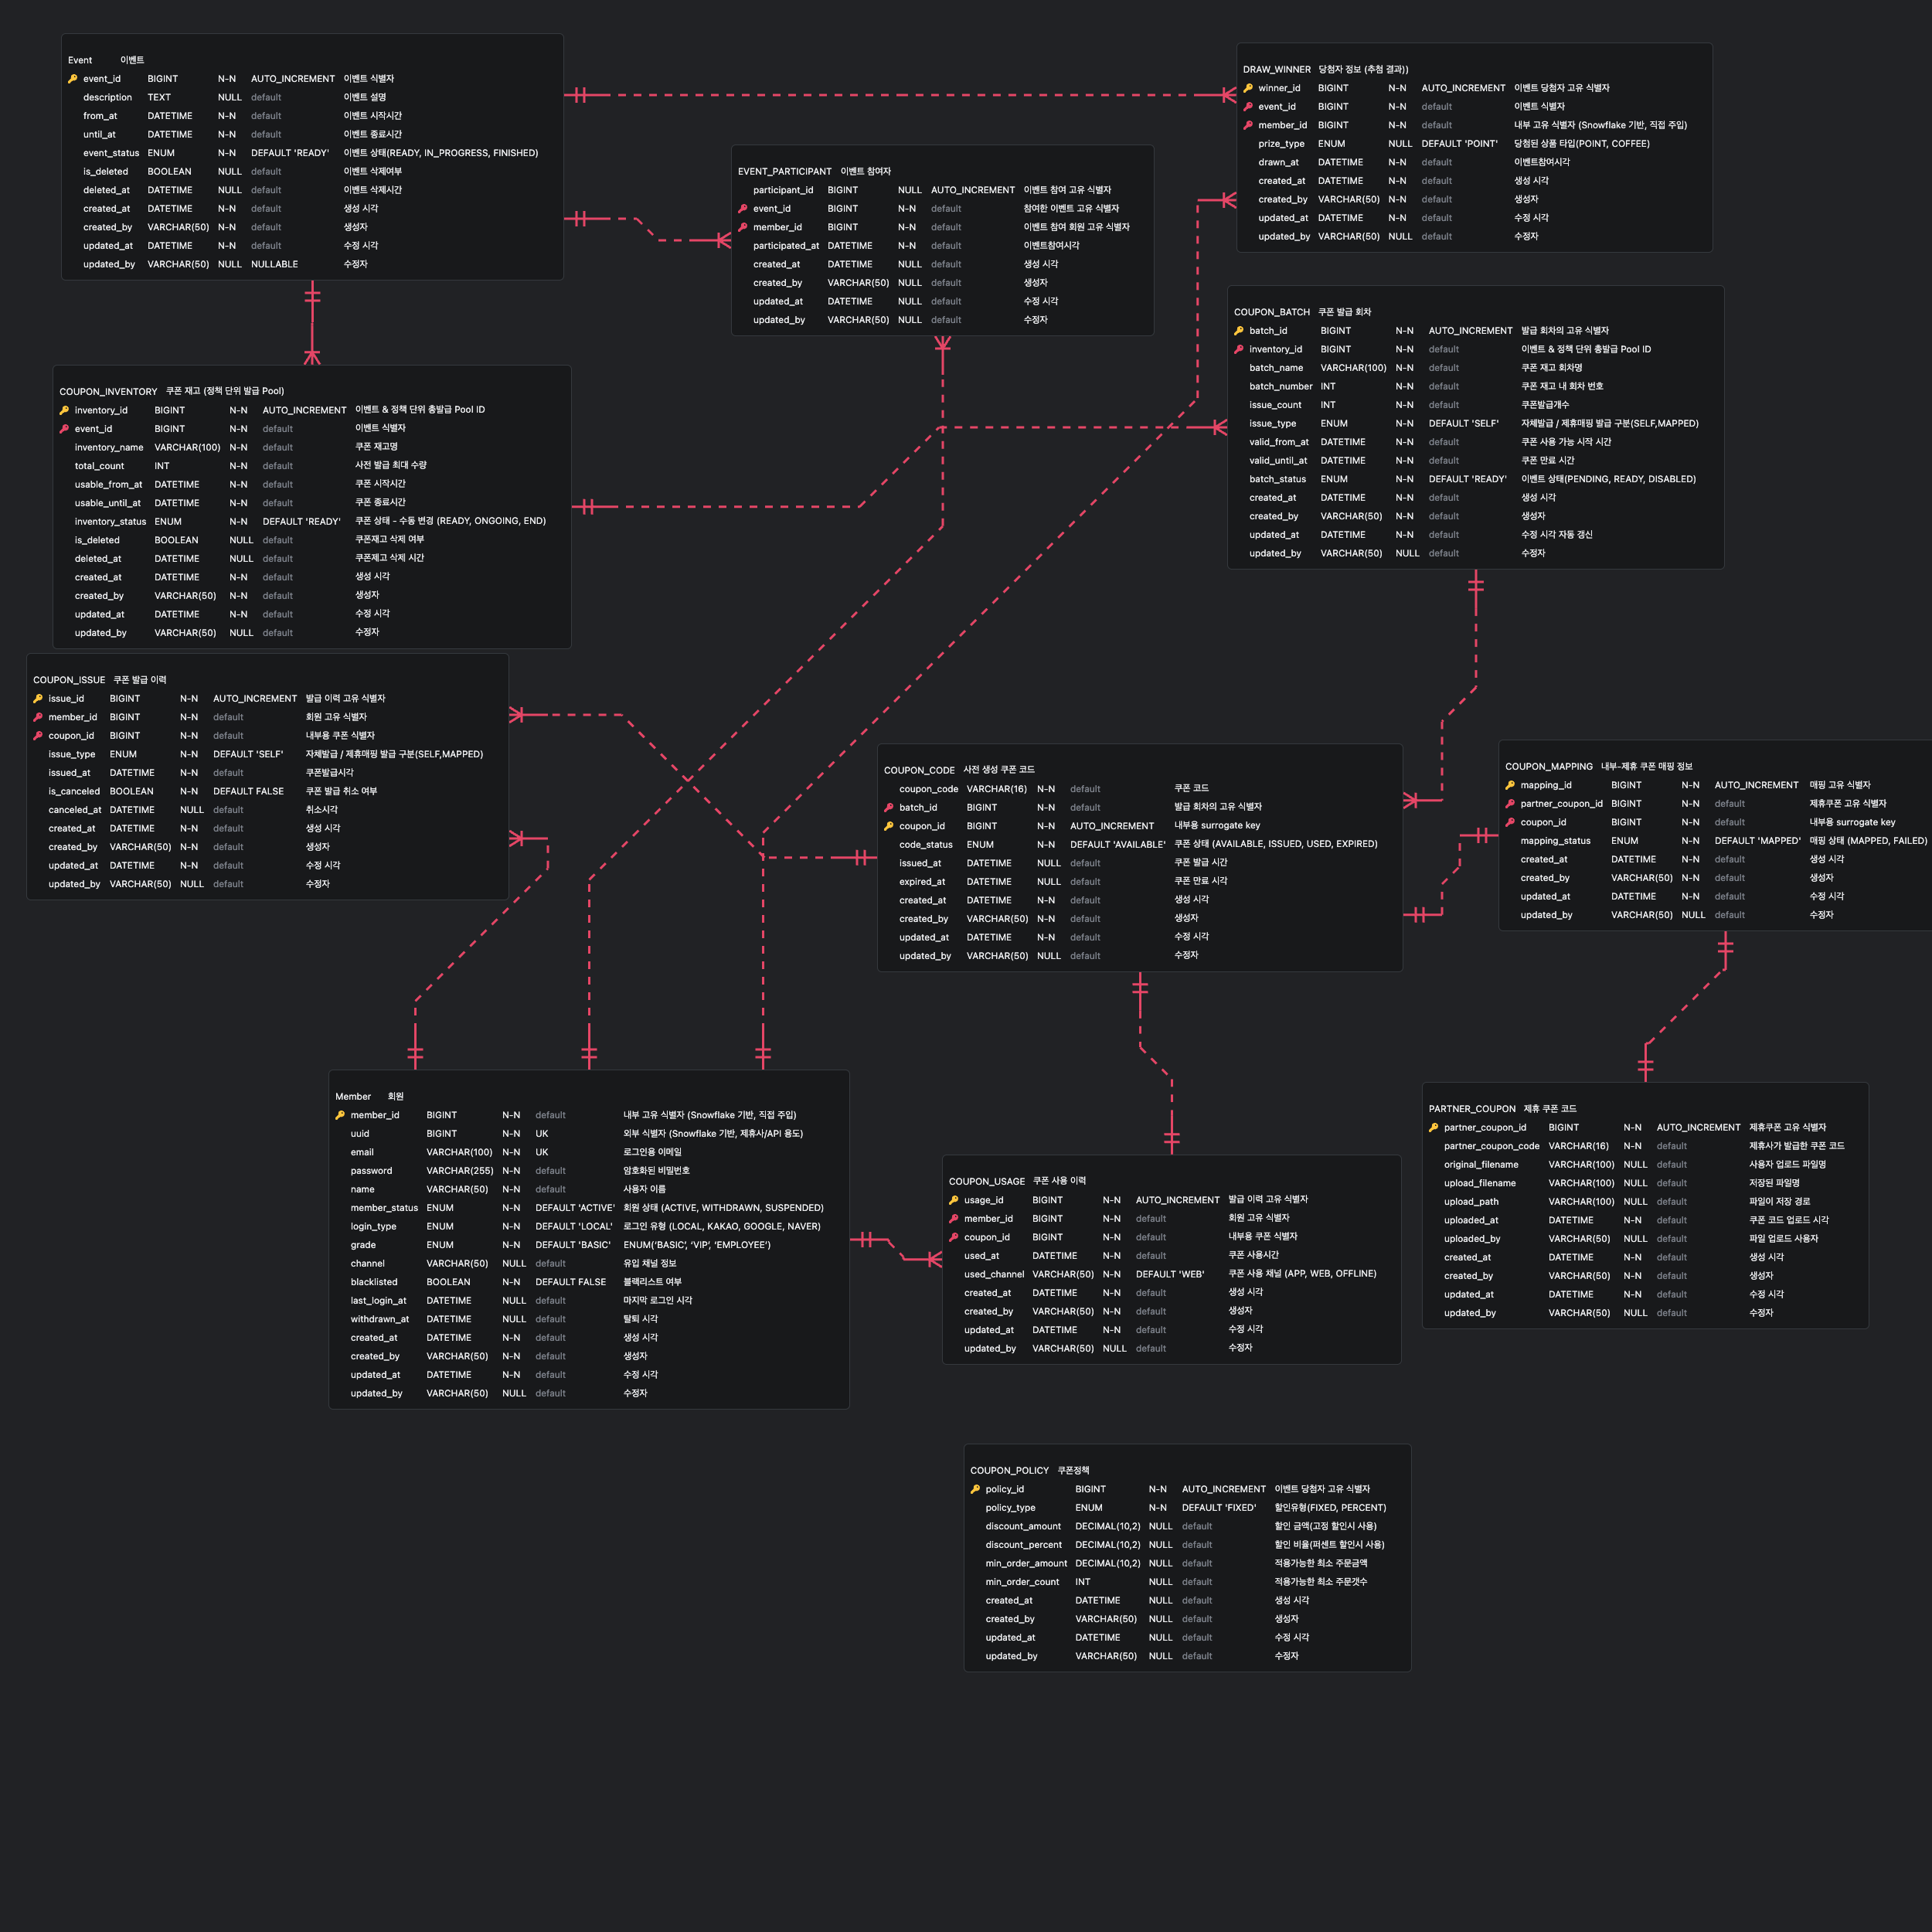 Event 이벤트
event_id BIGINT N-N AUTO_INCREMENT 이벤트 식별자
description TEXT NULL default 이벤트 설명
from_at DATETIME N-N default 이벤트 시작시간
until_at DATETIME N-N default 이벤트 종료시간
event_status ENUM N-N DEFAULT 'READY' 이벤트 상태(READY, IN_PROGRESS, FINISHED)
is_deleted BOOLEAN NULL default 이벤트 삭제여부
deleted_at DATETIME NULL default 이벤트 삭제시간
created_at DATETIME N-N default 생성 시각
created_by VARCHAR(50) N-N default 생성자
updated_at DATETIME N-N default 수정 시각
updated_by VARCHAR(50) NULL NULLABLE 수정자
DRAW_WINNER 당첨자 정보 (추첨 결과))
winner_id BIGINT N-N AUTO_INCREMENT 이벤트 당첨자 고유 식별자
event_id BIGINT N-N default 이벤트 식별자
member_id BIGINT N-N default 내부 고유 식별자 (Snowflake 기반, 직접 주입)
prize_type ENUM NULL DEFAULT 'POINT' 당첨된 상품 타입(POINT, COFFEE)
drawn_at DATETIME N-N default 이벤트참여시각
created_at DATETIME N-N default 생성 시각
created_by VARCHAR(50) N-N default 생성자
updated_at DATETIME N-N default 수정 시각
updated_by VARCHAR(50) NULL default 수정자
EVENT_PARTICIPANT 이벤트 참여자
participant_id BIGINT NULL AUTO_INCREMENT 이벤트 참여 고유 식별자
event_id BIGINT N-N default 참여한 이벤트 고유 식별자
member_id BIGINT N-N default 이벤트 참여 회원 고유 식별자
participated_at DATETIME N-N default 이벤트참여시각
created_at DATETIME NULL default 생성 시각
created_by VARCHAR(50) NULL default 생성자
updated_at DATETIME NULL default 수정 시각
updated_by VARCHAR(50) NULL default 수정자
COUPON_BATCH 쿠폰 발급 회차
batch_id BIGINT N-N AUTO_INCREMENT 발급 회차의 고유 식별자
inventory_id BIGINT N-N default 이벤트 & 정책 단위 총발급 Pool ID
batch_name VARCHAR(100) N-N default 쿠폰 재고 회차명
batch_number INT N-N default 쿠폰 재고 내 회차 번호
issue_count INT N-N default 쿠폰발급개수
issue_type ENUM N-N DEFAULT 'SELF' 자체발급 / 제휴매핑 발급 구분(SELF,MAPPED)
valid_from_at DATETIME N-N default 쿠폰 사용 가능 시작 시간
valid_until_at DATETIME N-N default 쿠폰 만료 시간
batch_status ENUM N-N DEFAULT 'READY' 이벤트 상태(PENDING, READY, DISABLED)
created_at DATETIME N-N default 생성 시각
created_by VARCHAR(50) N-N default 생성자
updated_at DATETIME N-N default 수정 시각 자동 갱신
updated_by VARCHAR(50) NULL default 수정자
COUPON_INVENTORY 쿠폰 재고 (정책 단위 발급 Pool)
inventory_id BIGINT N-N AUTO_INCREMENT 이벤트 & 정책 단위 총발급 Pool ID
event_id BIGINT N-N default 이벤트 식별자
inventory_name VARCHAR(100) N-N default 쿠폰 재고명
total_count INT N-N default 사전 발급 최대 수량
usable_from_at DATETIME N-N default 쿠폰 시작시간
usable_until_at DATETIME N-N default 쿠폰 종료시간
inventory_status ENUM N-N DEFAULT 'READY' 쿠폰 상태 - 수동 변경 (READY, ONGOING, END)
is_deleted BOOLEAN NULL default 쿠폰재고 삭제 여부
deleted_at DATETIME NULL default 쿠폰제고 삭제 시간
created_at DATETIME N-N default 생성 시각
created_by VARCHAR(50) N-N default 생성자
updated_at DATETIME N-N default 수정 시각
updated_by VARCHAR(50) NULL default 수정자
COUPON_ISSUE 쿠폰 발급 이력
issue_id BIGINT N-N AUTO_INCREMENT 발급 이력 고유 식별자
member_id BIGINT N-N default 회원 고유 식별자
coupon_id BIGINT N-N default 내부용 쿠폰 식별자
issue_type ENUM N-N DEFAULT 'SELF' 자체발급 / 제휴매핑 발급 구분(SELF,MAPPED)
issued_at DATETIME N-N default 쿠폰발급시각
is_canceled BOOLEAN N-N DEFAULT FALSE 쿠폰 발급 취소 여부
canceled_at DATETIME NULL default 취소시각
created_at DATETIME N-N default 생성 시각
created_by VARCHAR(50) N-N default 생성자
updated_at DATETIME N-N default 수정 시각
updated_by VARCHAR(50) NULL default 수정자
COUPON_CODE 사전 생성 쿠폰 코드
coupon_code VARCHAR(16) N-N default 쿠폰 코드
batch_id BIGINT N-N default 발급 회차의 고유 식별자
coupon_id BIGINT N-N AUTO_INCREMENT 내부용 surrogate key
code_status ENUM N-N DEFAULT 'AVAILABLE' 쿠폰 상태 (AVAILABLE, ISSUED, USED, EXPIRED)
issued_at DATETIME NULL default 쿠폰 발급 시간
expired_at DATETIME NULL default 쿠폰 만료 시각
created_at DATETIME N-N default 생성 시각
created_by VARCHAR(50) N-N default 생성자
updated_at DATETIME N-N default 수정 시각
updated_by VARCHAR(50) NULL default 수정자
COUPON_MAPPING 내부-제휴 쿠폰 매핑 정보
mapping_id BIGINT N-N AUTO_INCREMENT 매핑 고유 식별자
partner_coupon_id BIGINT N-N default 제휴쿠폰 고유 식별자
coupon_id BIGINT N-N default 내부용 surrogate key
mapping_status ENUM N-N DEFAULT 'MAPPED' 매핑 상태 (MAPPED, FAILED)
created_at DATETIME N-N default 생성 시각
created_by VARCHAR(50) N-N default 생성자
updated_at DATETIME N-N default 수정 시각
updated_by VARCHAR(50) NULL default 수정자
Member 회원
member_id BIGINT N-N default 내부 고유 식별자 (Snowflake 기반, 직접 주입)
uuid BIGINT N-N UK 외부 식별자 (Snowflake 기반, 제휴사/API 용도)
email VARCHAR(100) N-N UK 로그인용 이메일
password VARCHAR(255) N-N default 암호화된 비밀번호
name VARCHAR(50) N-N default 사용자 이름
member_status ENUM N-N DEFAULT 'ACTIVE' 회원 상태 (ACTIVE, WITHDRAWN, SUSPENDED)
login_type ENUM N-N DEFAULT 'LOCAL' 로그인 유형 (LOCAL, KAKAO, GOOGLE, NAVER)
grade ENUM N-N DEFAULT 'BASIC' ENUM(‘BASIC’, ‘VIP’, ‘EMPLOYEE’)
channel VARCHAR(50) NULL default 유입 채널 정보
blacklisted BOOLEAN N-N DEFAULT FALSE 블랙리스트 여부
last_login_at DATETIME NULL default 마지막 로그인 시각
withdrawn_at DATETIME NULL default 탈퇴 시각
created_at DATETIME N-N default 생성 시각
created_by VARCHAR(50) N-N default 생성자
updated_at DATETIME N-N default 수정 시각
updated_by VARCHAR(50) NULL default 수정자
PARTNER_COUPON 제휴 쿠폰 코드
partner_coupon_id BIGINT N-N AUTO_INCREMENT 제휴쿠폰 고유 식별자
partner_coupon_code VARCHAR(16) N-N default 제휴사가 발급한 쿠폰 코드
original_filename VARCHAR(100) NULL default 사용자 업로드 파일명
upload_filename VARCHAR(100) NULL default 저장된 파일명
upload_path VARCHAR(100) NULL default 파일이 저장 경로
uploaded_at DATETIME N-N default 쿠폰 코드 업로드 시각
uploaded_by VARCHAR(50) NULL default 파일 업로드 사용자
created_at DATETIME N-N default 생성 시각
created_by VARCHAR(50) N-N default 생성자
updated_at DATETIME N-N default 수정 시각
updated_by VARCHAR(50) NULL default 수정자
COUPON_USAGE 쿠폰 사용 이력
usage_id BIGINT N-N AUTO_INCREMENT 발급 이력 고유 식별자
member_id BIGINT N-N default 회원 고유 식별자
coupon_id BIGINT N-N default 내부용 쿠폰 식별자
used_at DATETIME N-N default 쿠폰 사용시간
used_channel VARCHAR(50) N-N DEFAULT 'WEB' 쿠폰 사용 채널 (APP, WEB, OFFLINE)
created_at DATETIME N-N default 생성 시각
created_by VARCHAR(50) N-N default 생성자
updated_at DATETIME N-N default 수정 시각
updated_by VARCHAR(50) NULL default 수정자
COUPON_POLICY 쿠폰정책
policy_id BIGINT N-N AUTO_INCREMENT 이벤트 당첨자 고유 식별자
policy_type ENUM N-N DEFAULT 'FIXED' 할인유형(FIXED, PERCENT)
discount_amount DECIMAL(10,2) NULL default 할인 금액(고정 할인시 사용)
discount_percent DECIMAL(10,2) NULL default 할인 비율(퍼센트 할인시 사용)
min_order_amount DECIMAL(10,2) NULL default 적용가능한 최소 주문금액
min_order_count INT NULL default 적용가능한 최소 주문갯수
created_at DATETIME NULL default 생성 시각
created_by VARCHAR(50) NULL default 생성자
updated_at DATETIME NULL default 수정 시각
updated_by VARCHAR(50) NULL default 수정자